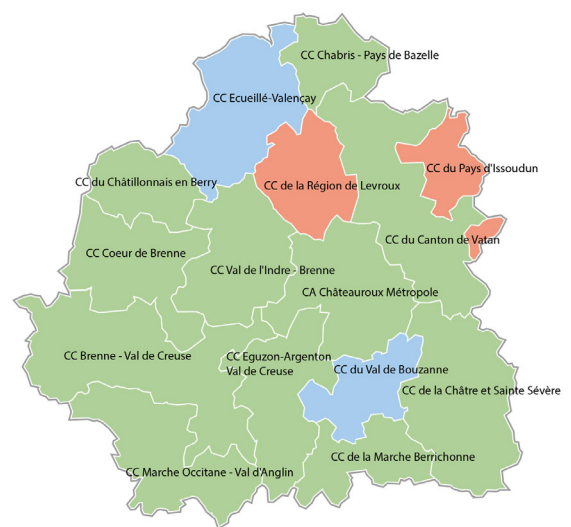 CC Chabris - Pays de Bazelle
CC Ecueillé-Valençay
CC du Pays d'Issoudun
CC du Châtillonnais en Berry
CC de la Région de Levroux
CC du Canton de Vatan
CC Coeur de Brenne
CC Val de l'Indre - Brenne
CA Châteauroux Métropole
CC Brenne - Val de Creuse
CC Eguzon-Argenton
Val de Creuse
CC du Val de Bouzanne
CC de la Châtre et Sainte Sévère
CC de la Marche Berrichonne
CC Marche Occitane - Val d'Anglin